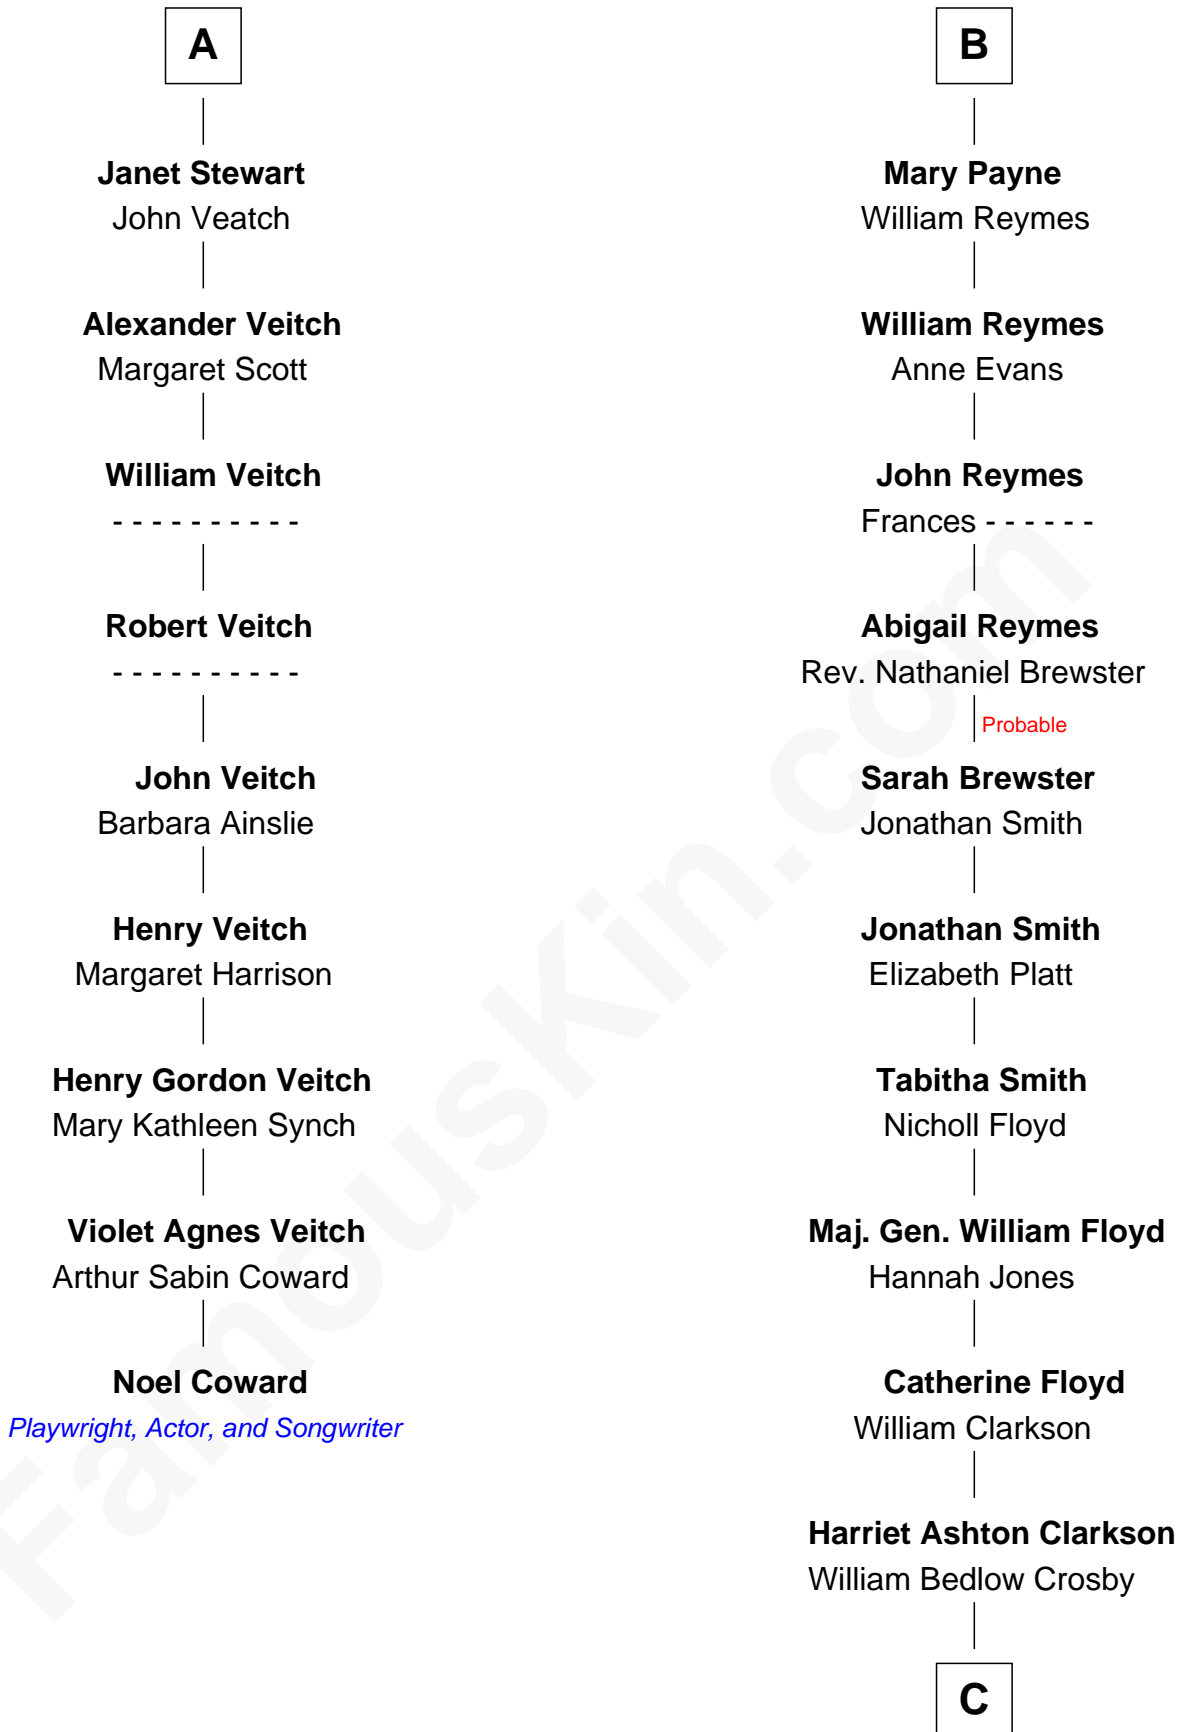 A
Janet Stewart
John Veatch
Alexander Veitch
Margaret Scott
William Veitch
- - - - - - - - - -
Robert Veitch
- - - - - - - - - -
John Veitch
Barbara Ainslie
Henry Veitch
Margaret Harrison
Henry Gordon Veitch
Mary Kathleen Synch
Violet Agnes Veitch
Arthur Sabin Coward
Noel Coward
Playwright, Actor, and Songwriter
B
Mary Payne
William Reymes
William Reymes
Anne Evans
John Reymes
Frances - - - - - -
Abigail Reymes
Rev. Nathaniel Brewster
Probable
Sarah Brewster
Jonathan Smith
Jonathan Smith
Elizabeth Platt
Tabitha Smith
Nicholl Floyd
Maj. Gen. William Floyd
Hannah Jones
Catherine Floyd
William Clarkson
Harriet Ashton Clarkson
William Bedlow Crosby
C
FamousKin.com